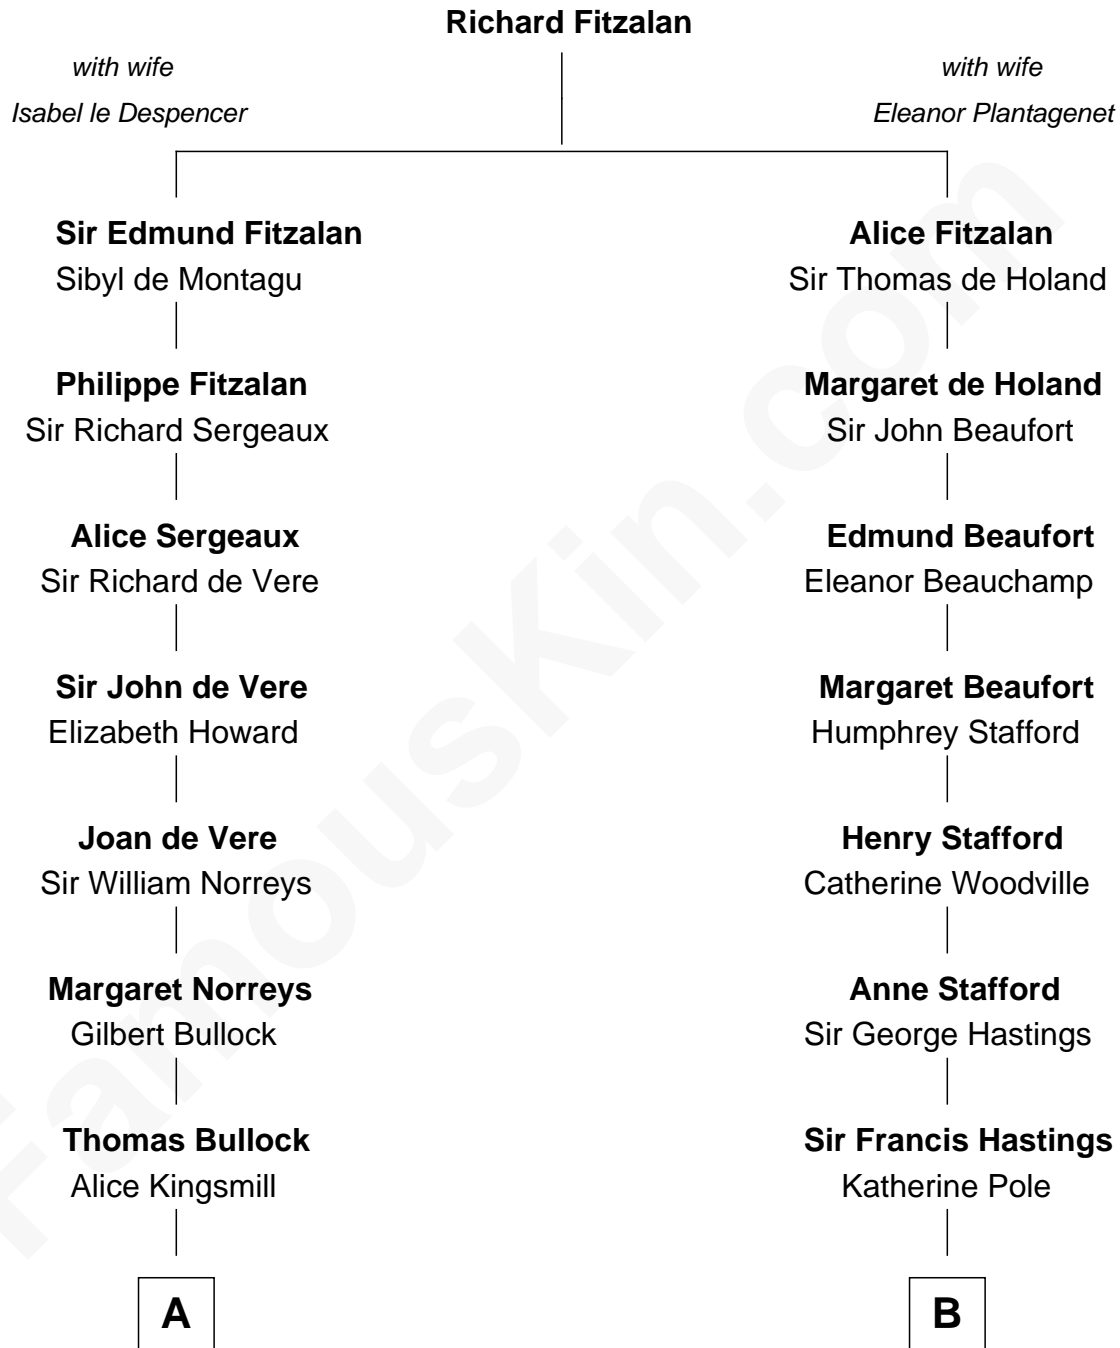 Richard Fitzalan
with wife
Isabel le Despencer
with wife
Eleanor Plantagenet
Sir Edmund Fitzalan
Sibyl de Montagu
Alice Fitzalan
Sir Thomas de Holand
Philippe Fitzalan
Sir Richard Sergeaux
Margaret de Holand
Sir John Beaufort
Alice Sergeaux
Sir Richard de Vere
Edmund Beaufort
Eleanor Beauchamp
Sir John de Vere
Elizabeth Howard
Margaret Beaufort
Humphrey Stafford
Joan de Vere
Sir William Norreys
Henry Stafford
Catherine Woodville
Margaret Norreys
Gilbert Bullock
Anne Stafford
Sir George Hastings
Thomas Bullock
Alice Kingsmill
Sir Francis Hastings
Katherine Pole
A
B
FamousKin.com